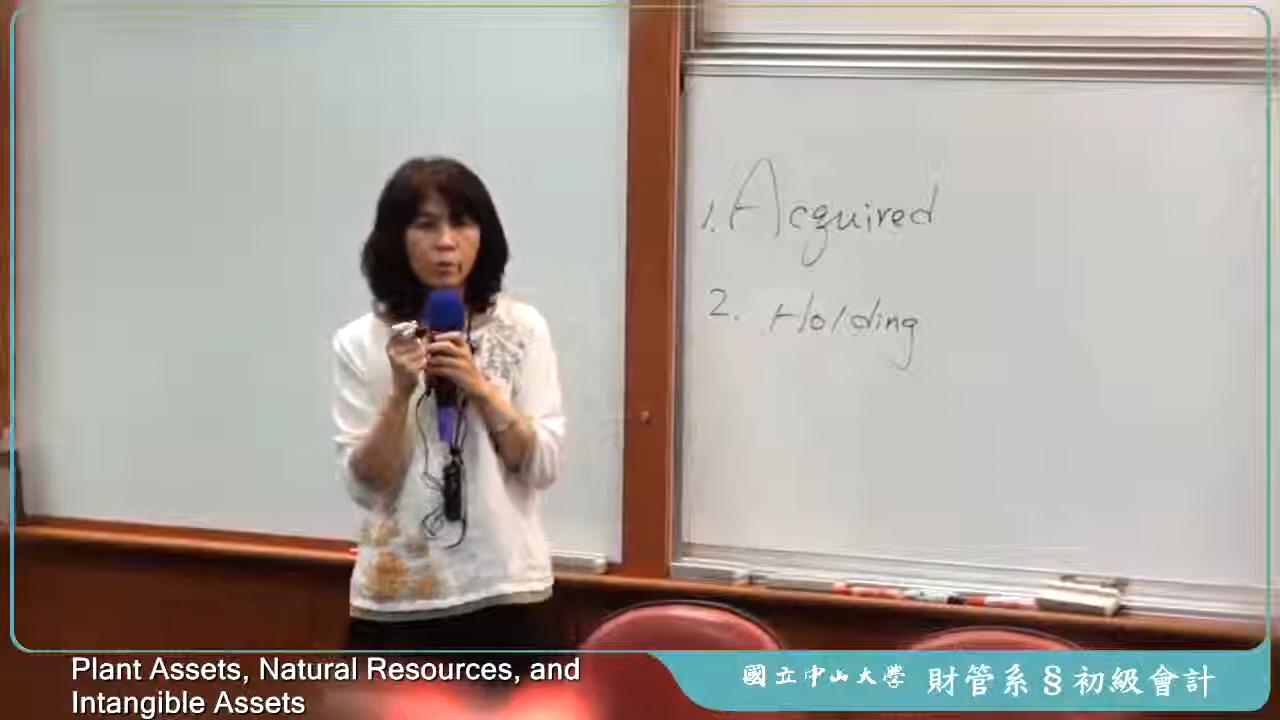 1. Acquired
2. Holding
Plant Assets, Natural Resources, and
Intangible Assets
國立中山大學 財管系§初級會計